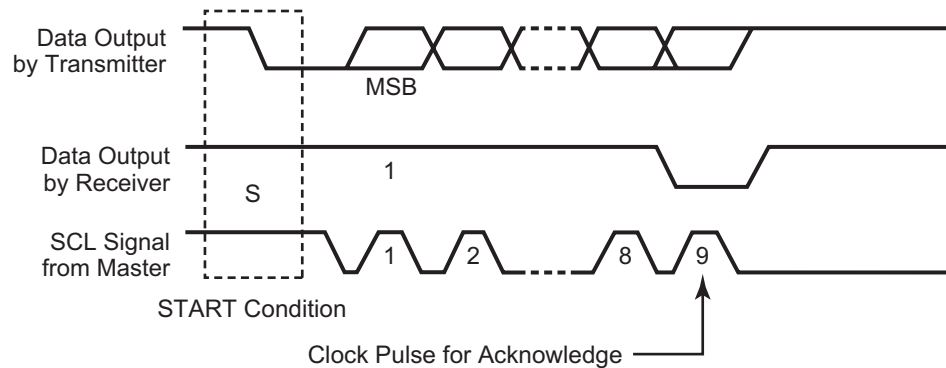 Data Output
by Transmitter
MSB
Data Output
by Receiver
1
S
SCL Signal
from Master
1 2 8 9
START Condition
Clock Pulse for Acknowledge